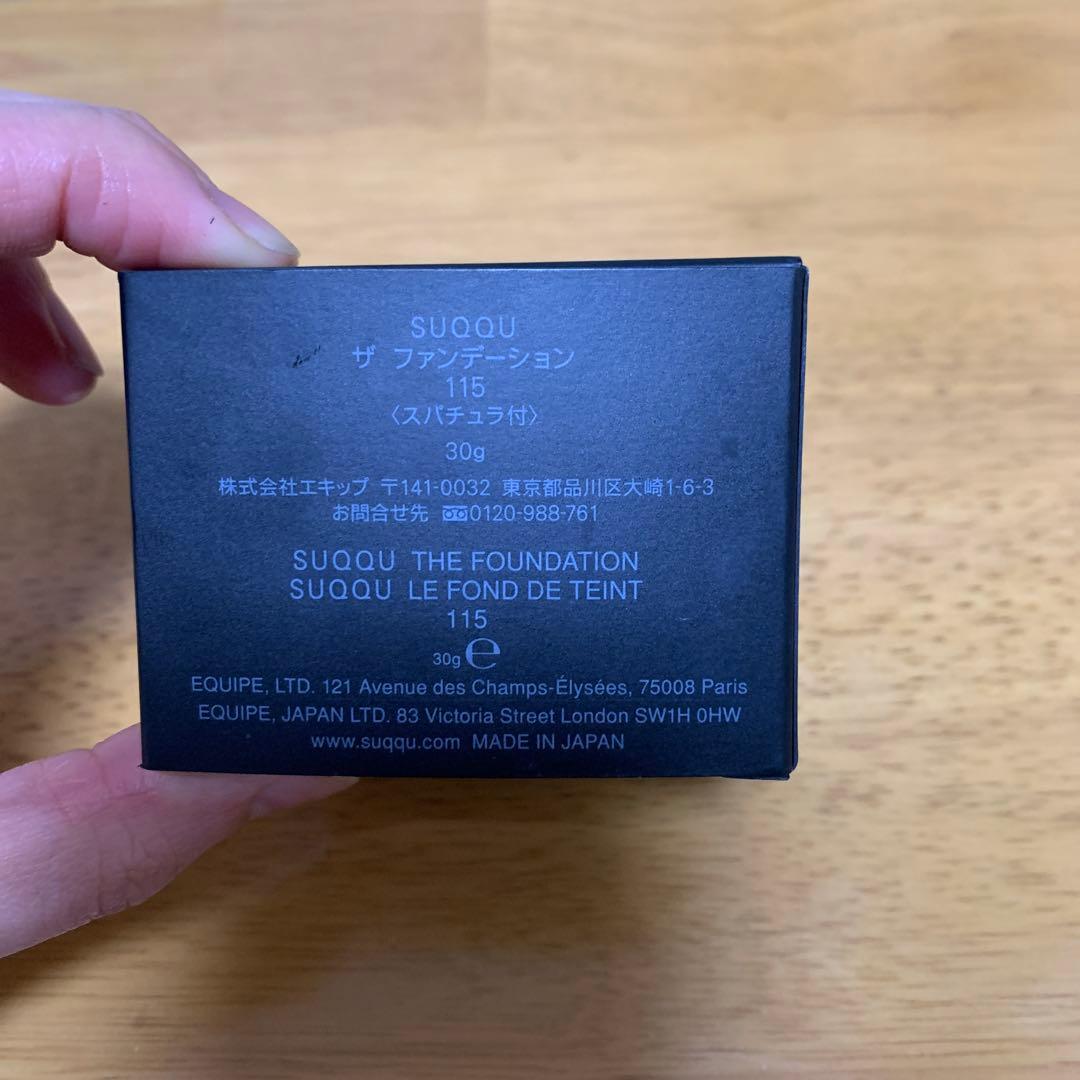 SUQQU
ザ ファンデーション
115
〈スパチュラ付〉
30g
株式会社エキップ 〒141-0032 東京都品川区大崎1-6-3
お問合せ先 0120-988-761
SUQQU THE FOUNDATION
SUQQU LE FOND DE TEINT
115
30g ℮
EQUIPE, LTD. 121 Avenue des Champs-Élysées, 75008 Paris
EQUIPE, JAPAN LTD. 83 Victoria Street London SW1H 0HW
www.suqqu.com MADE IN JAPAN